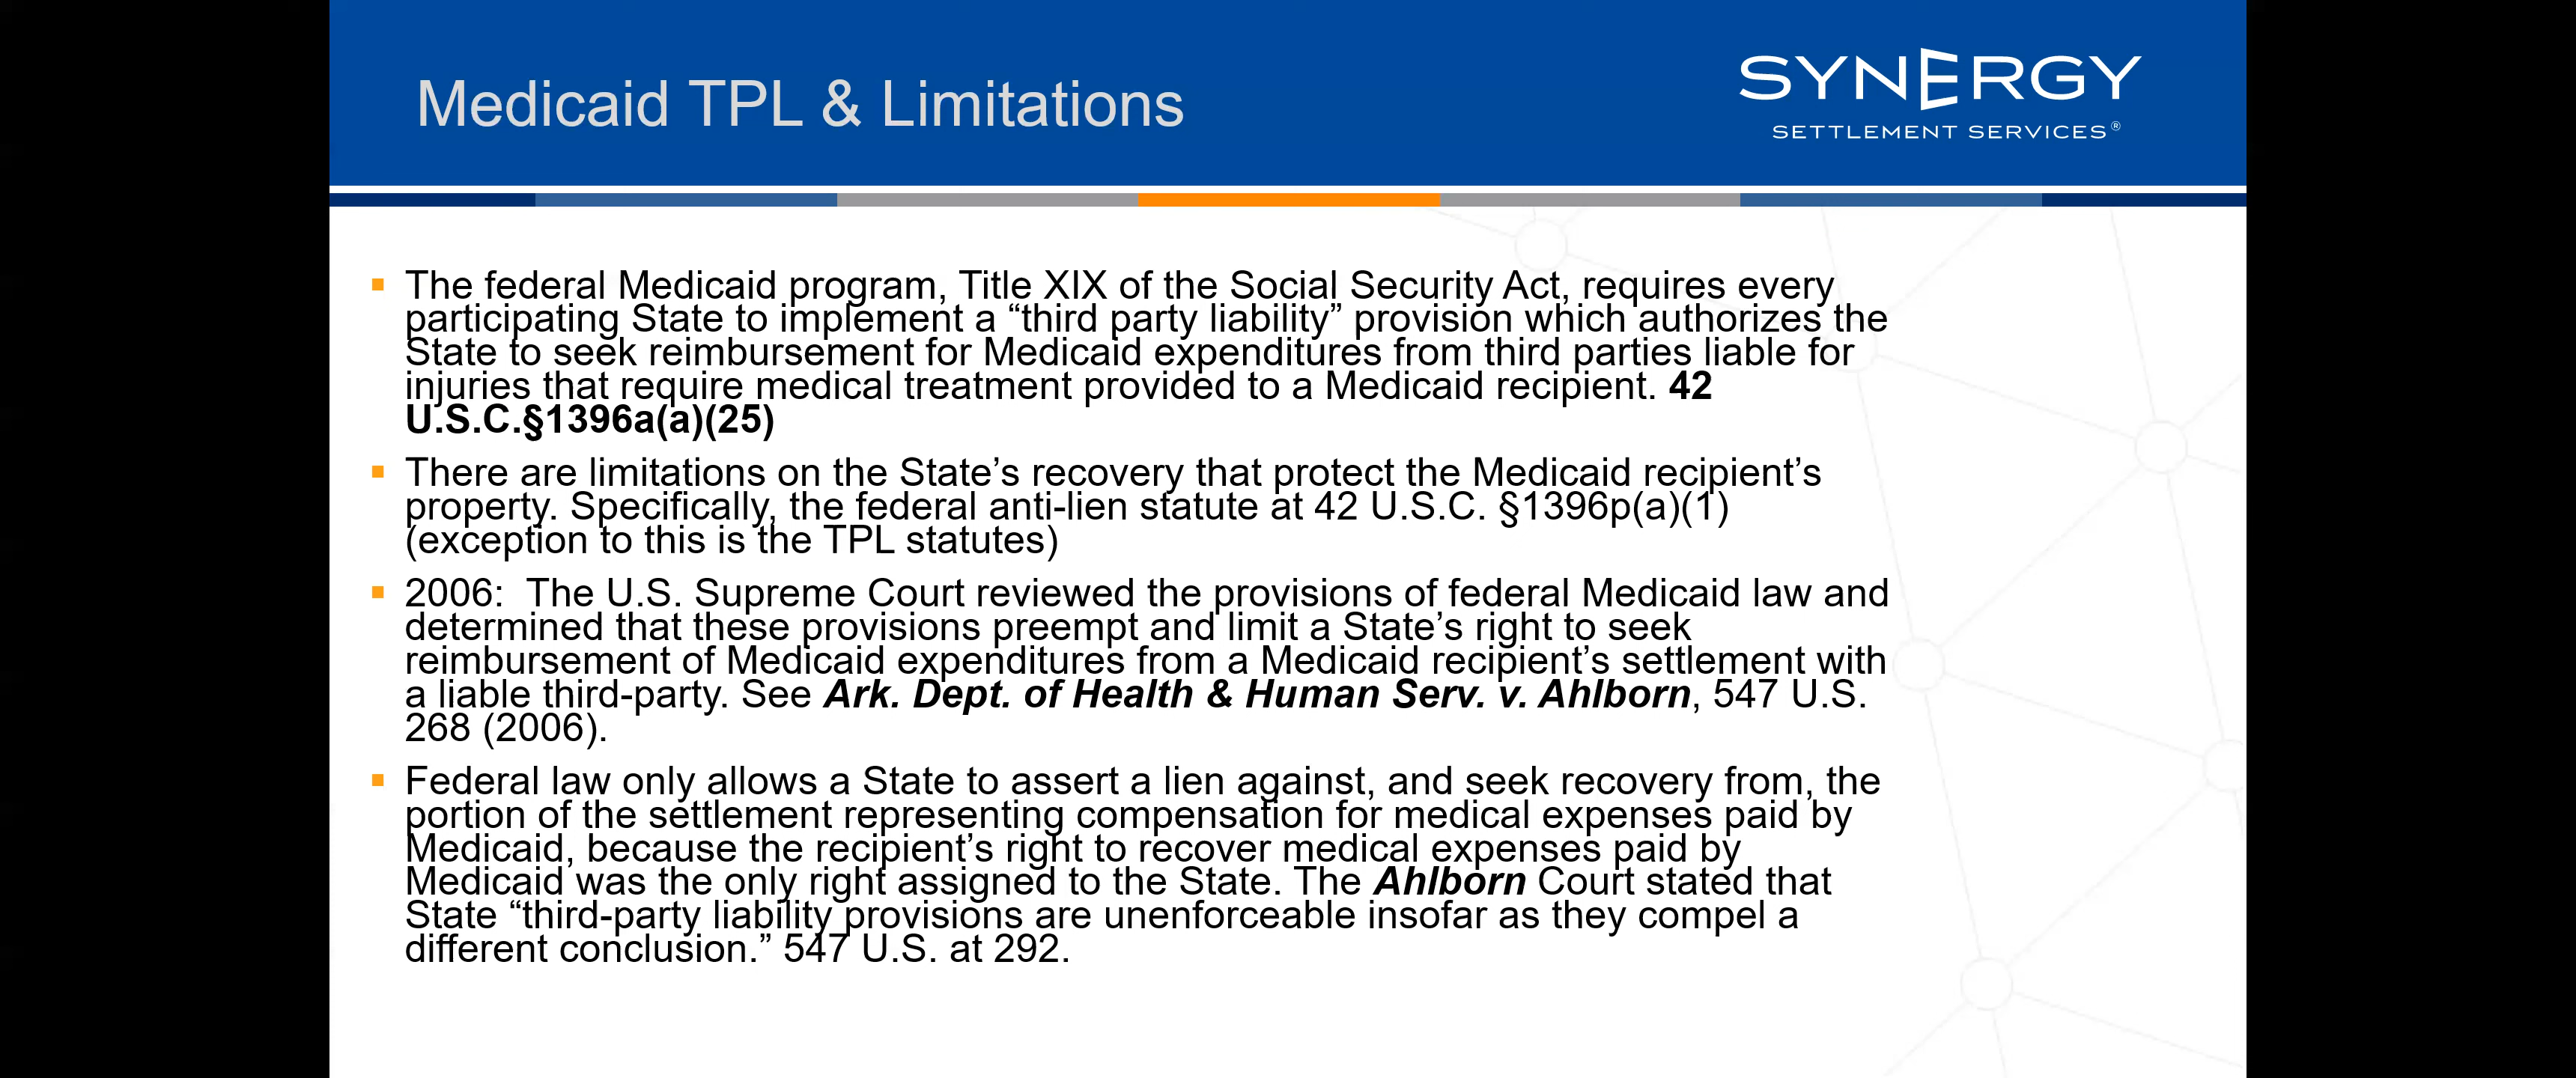 Medicaid TPL & Limitations
SYNERGY
SETTLEMENT SERVICES®
▪ The federal Medicaid program, Title XIX of the Social Security Act, requires every
participating State to implement a “third party liability” provision which authorizes the
State to seek reimbursement for Medicaid expenditures from third parties liable for
injuries that require medical treatment provided to a Medicaid recipient. 42
U.S.C.§1396a(a)(25)
▪ There are limitations on the State’s recovery that protect the Medicaid recipient’s
property. Specifically, the federal anti-lien statute at 42 U.S.C. §1396p(a)(1)
(exception to this is the TPL statutes)
▪ 2006:  The U.S. Supreme Court reviewed the provisions of federal Medicaid law and
determined that these provisions preempt and limit a State’s right to seek
reimbursement of Medicaid expenditures from a Medicaid recipient’s settlement with
a liable third-party. See Ark. Dept. of Health & Human Serv. v. Ahlborn, 547 U.S.
268 (2006).
▪ Federal law only allows a State to assert a lien against, and seek recovery from, the
portion of the settlement representing compensation for medical expenses paid by
Medicaid, because the recipient’s right to recover medical expenses paid by
Medicaid was the only right assigned to the State. The Ahlborn Court stated that
State “third-party liability provisions are unenforceable insofar as they compel a
different conclusion.” 547 U.S. at 292.